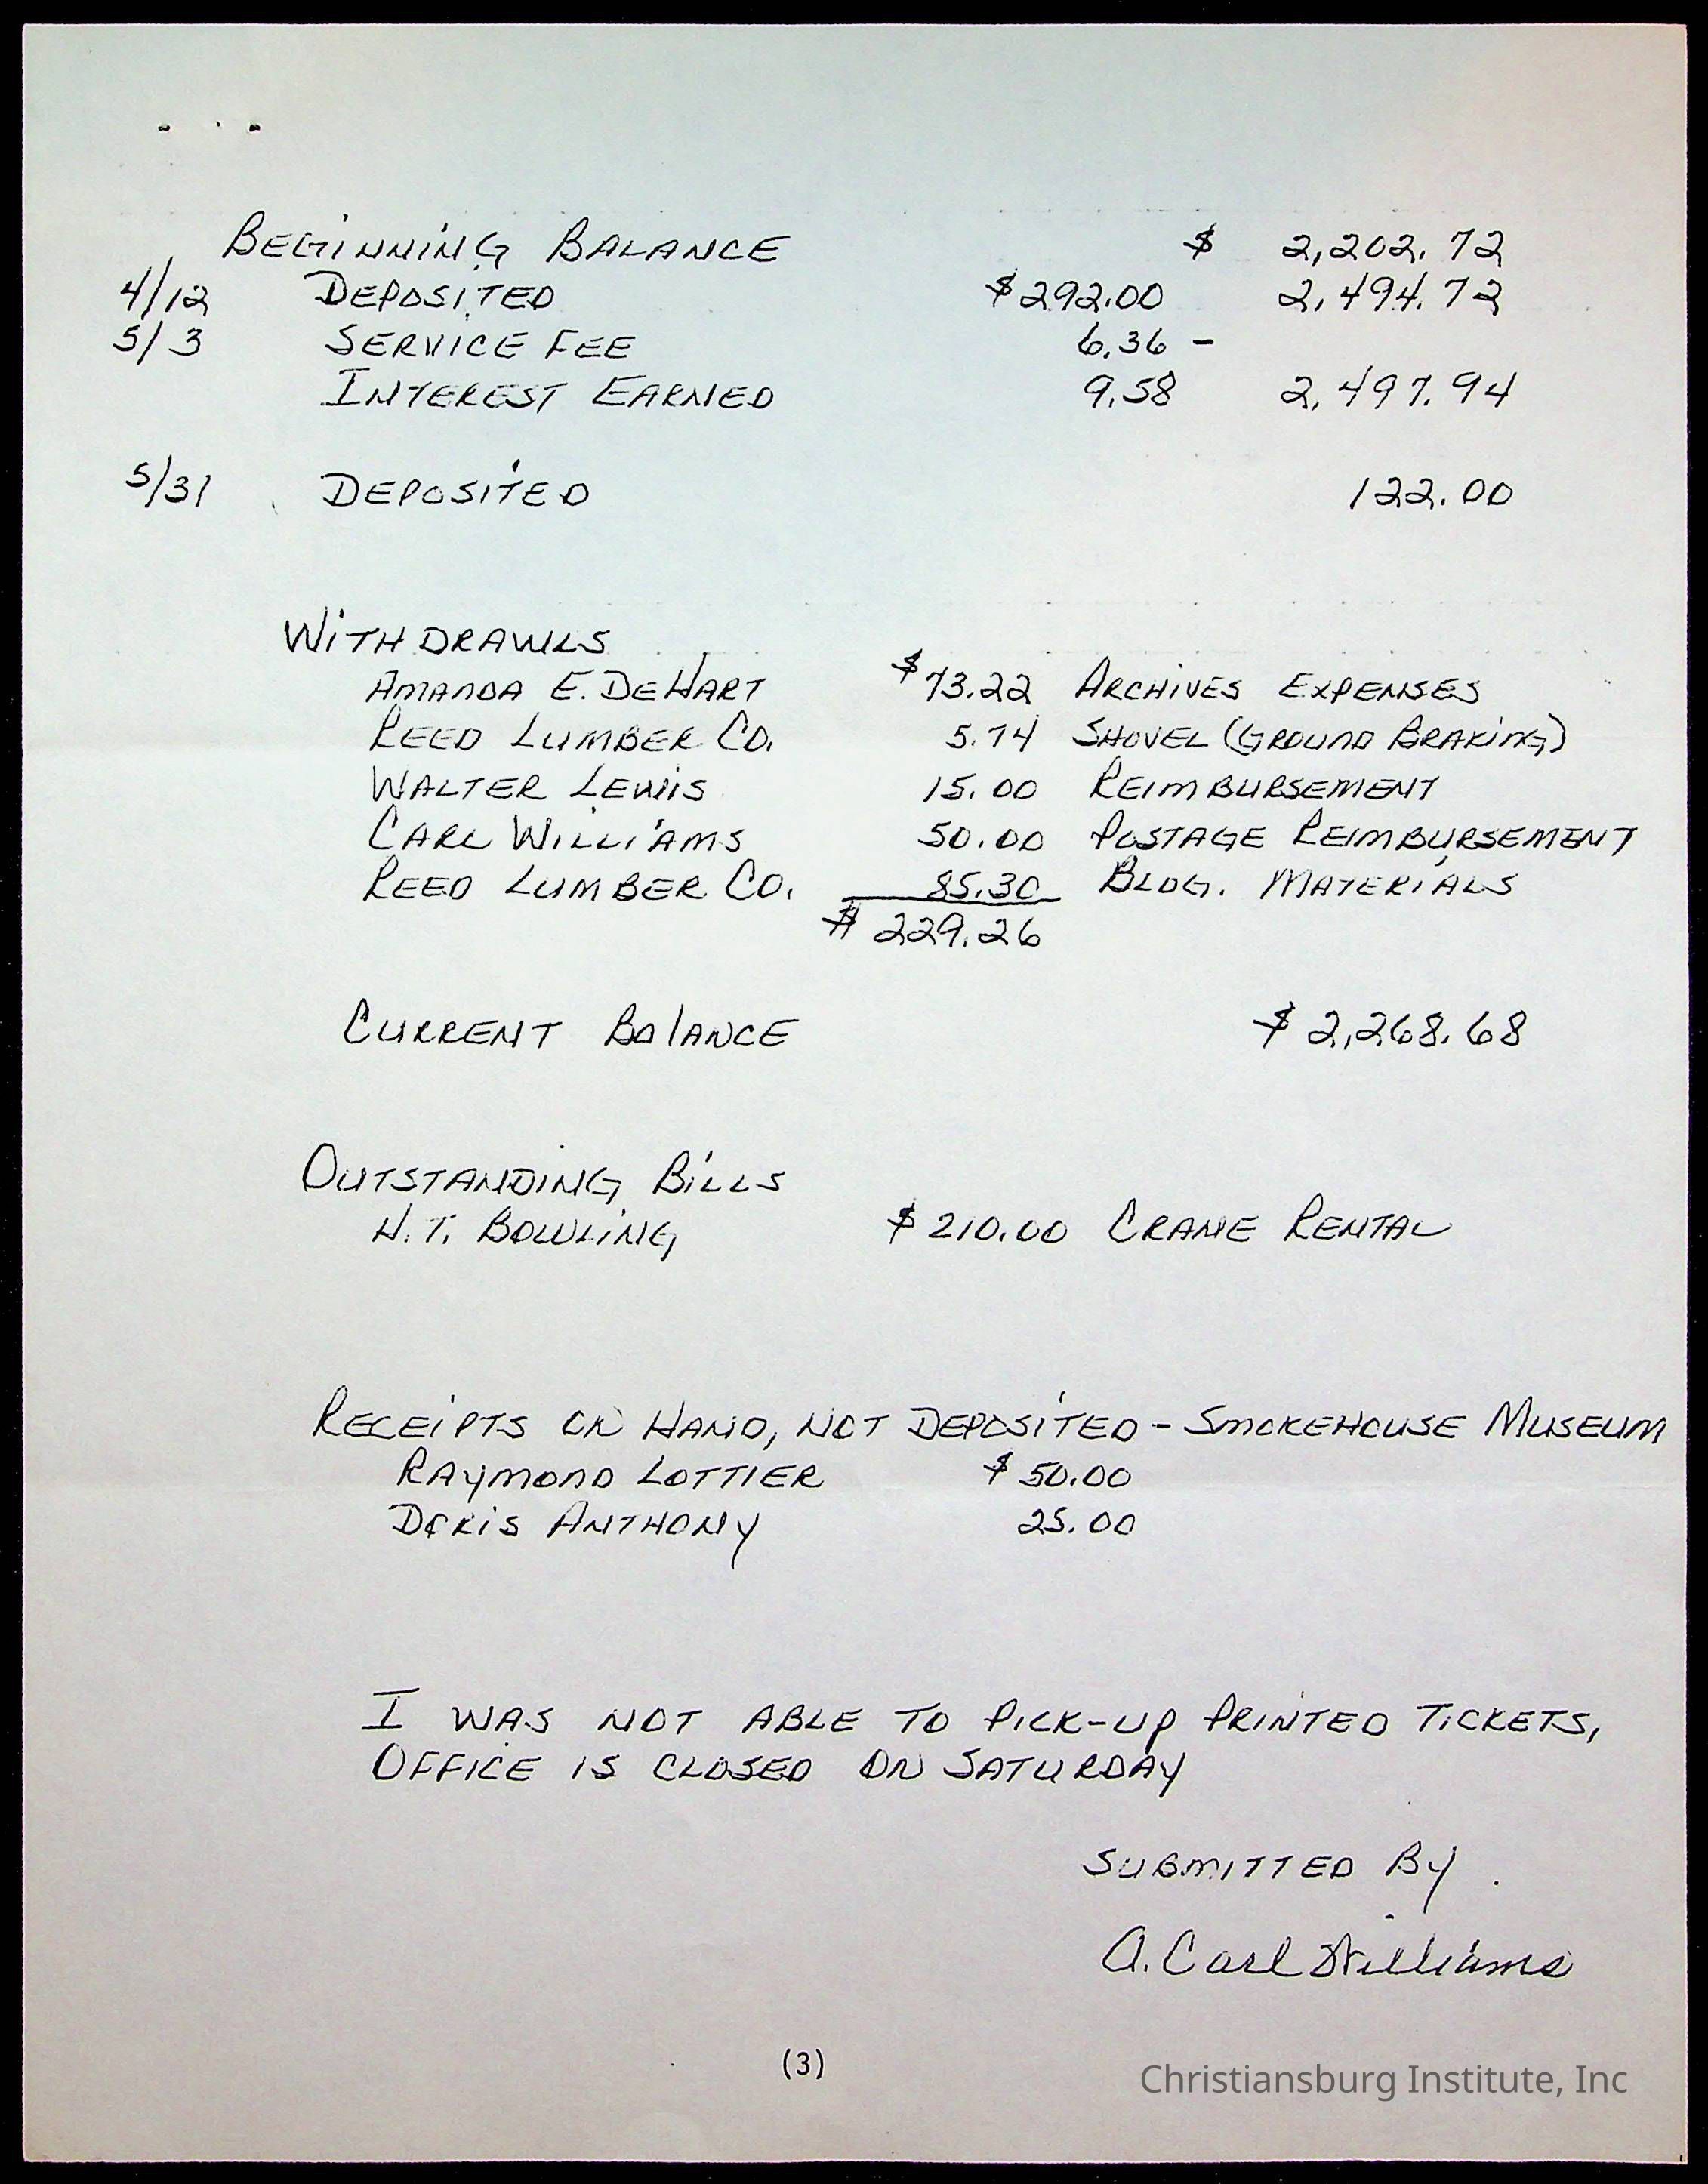 BEGINNING BALANCE $ 2,202.72
4/12 DEPOSITED $292.00 2,494.72
5/3 SERVICE FEE 6.36 -
INTEREST EARNED 9.58 2,497.94
5/31 DEPOSITED 122.00
WITHDRAWLS
AMANDA E. DEHART $73.22 ARCHIVES EXPENSES
REED LUMBER CO. 5.74 SHOVEL (GROUND BRAKING)
WALTER LEWIS 15.00 REIMBURSEMENT
CARL WILLIAMS 50.00 POSTAGE REIMBURSEMENT
REED LUMBER CO. 85.30 BLDG. MATERIALS
$ 229.26
CURRENT BALANCE $ 2,268.68
OUTSTANDING BILLS
H.T. BOWLING $ 210.00 CRANE RENTAL
RECEIPTS ON HAND, NOT DEPOSITED - SMOKEHOUSE MUSEUM
RAYMOND LOTTIER $ 50.00
DORIS ANTHONY 25.00
I WAS NOT ABLE TO PICK-UP PRINTED TICKETS,
OFFICE IS CLOSED ON SATURDAY
SUBMITTED BY
A. Carl Williams
(3)
Christiansburg Institute, Inc